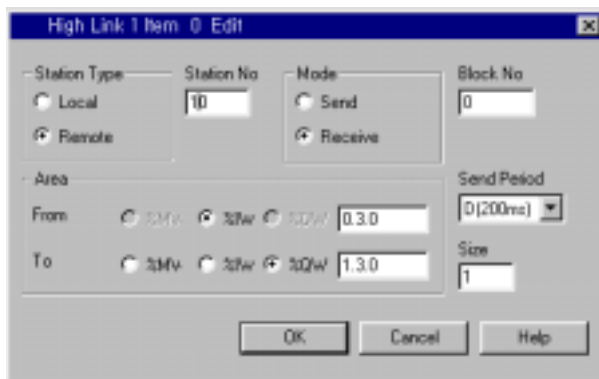 High Link 1 Item 0 Edit
Station Type
Local
Remote
Station No
10
Mode
Send
Receive
Block No
0
Area
From %MW %IW %QW 0.3.0
To %MW %IW %QW 1.3.0
Send Period
D(200ms)
Size
1
OK Cancel Help